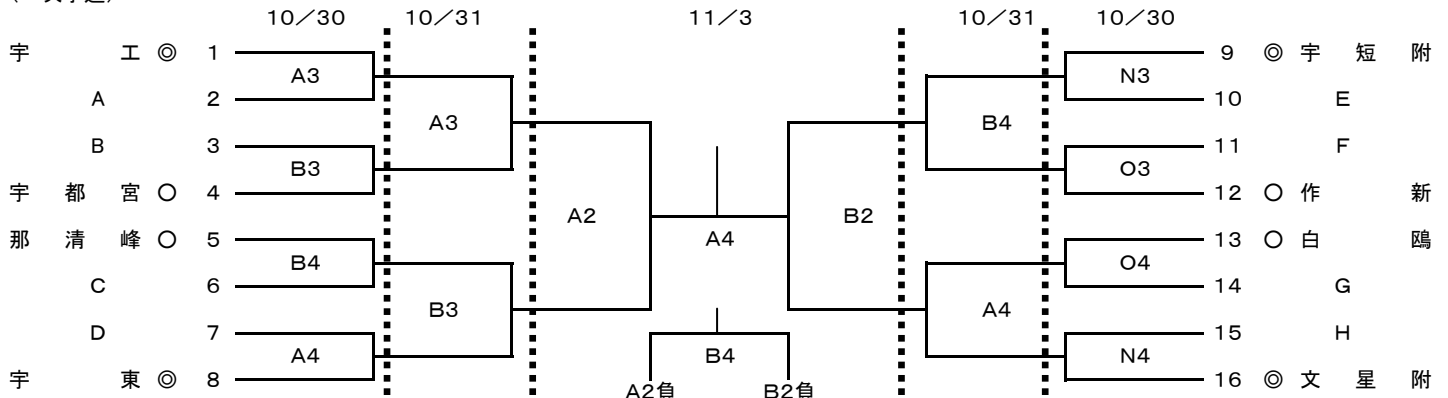 10／30 10／31 11／3 10／31 10／30
宇工 ◎ 1 9 ◎ 宇短附
A3 N3
A 2 10 E
A3 B4
B 3 11 F
B3 O3
宇都宮 ○ 4 12 ○ 作新
A2 B2
那清峰 ○ 5 A4 13 ○ 白鴎
B4 O4
C 6 14 G
B3 A4
D 7 15 H
A4 B4 N4
宇東 ◎ 8 A2負 B2負 16 ◎ 文星附